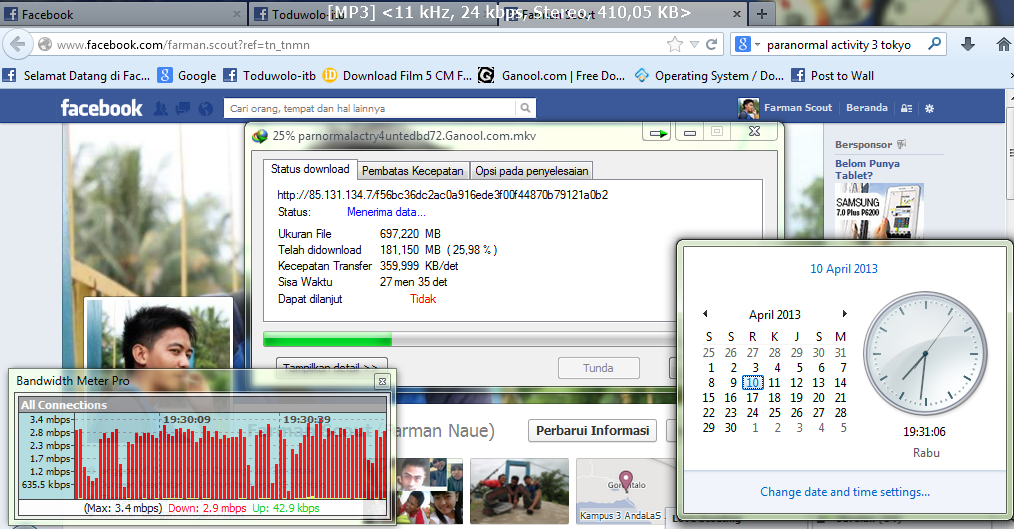 Facebook
Toduwolo-itb
[MP3] <11 kHz, 24 kbps, Stereo, 410,05 KB>
www.facebook.com/farman.scout?ref=tn_tnmn
paranormal activity 3 tokyo
Selamat Datang di Fac...
Google
Toduwolo-itb
Download Film 5 CM F...
Ganool.com | Free Do...
Operating System / Do...
Post to Wall
facebook
Cari orang, tempat dan hal lainnya
Farman Scout
Beranda
25% parnormalactry4untedbd72.Ganool.com.mkv
Status download
Pembatas Kecepatan
Opsi pada penyelesaian
http://85.131.134.7/f56bc36dc2ac0a916ede3f00f44870b79121a0b2
Status: Menerima data...
Ukuran File 697,220 MB
Telah didownload 181,150 MB ( 25,98 % )
Kecepatan Transfer 359,999 KB/det
Sisa Waktu 27 men 35 det
Dapat dilanjut Tidak
Tampilkan detail >>
Tunda
Bersponsor
Belom Punya
Tablet?
SAMSUNG
7.0 Plus P6200
10 April 2013
April 2013
S S R K J S M
25 26 27 28 29 30 31
1 2 3 4 5 6 7
8 9 10 11 12 13 14
15 16 17 18 19 20 21
22 23 24 25 26 27 28
29 30 1 2 3 4 5
19:31:06
Rabu
Change date and time settings...
Bandwidth Meter Pro
All Connections
19:30:09
19:30:39
3.4 mbps
2.8 mbps
2.3 mbps
1.7 mbps
1.2 mbps
635.5 kbps
(Max: 3.4 mbps) Down: 2.9 mbps Up: 42.9 kbps
(Farman Naue)
Perbarui Informasi
Gorontalo
Kampus 3 AndaLaS